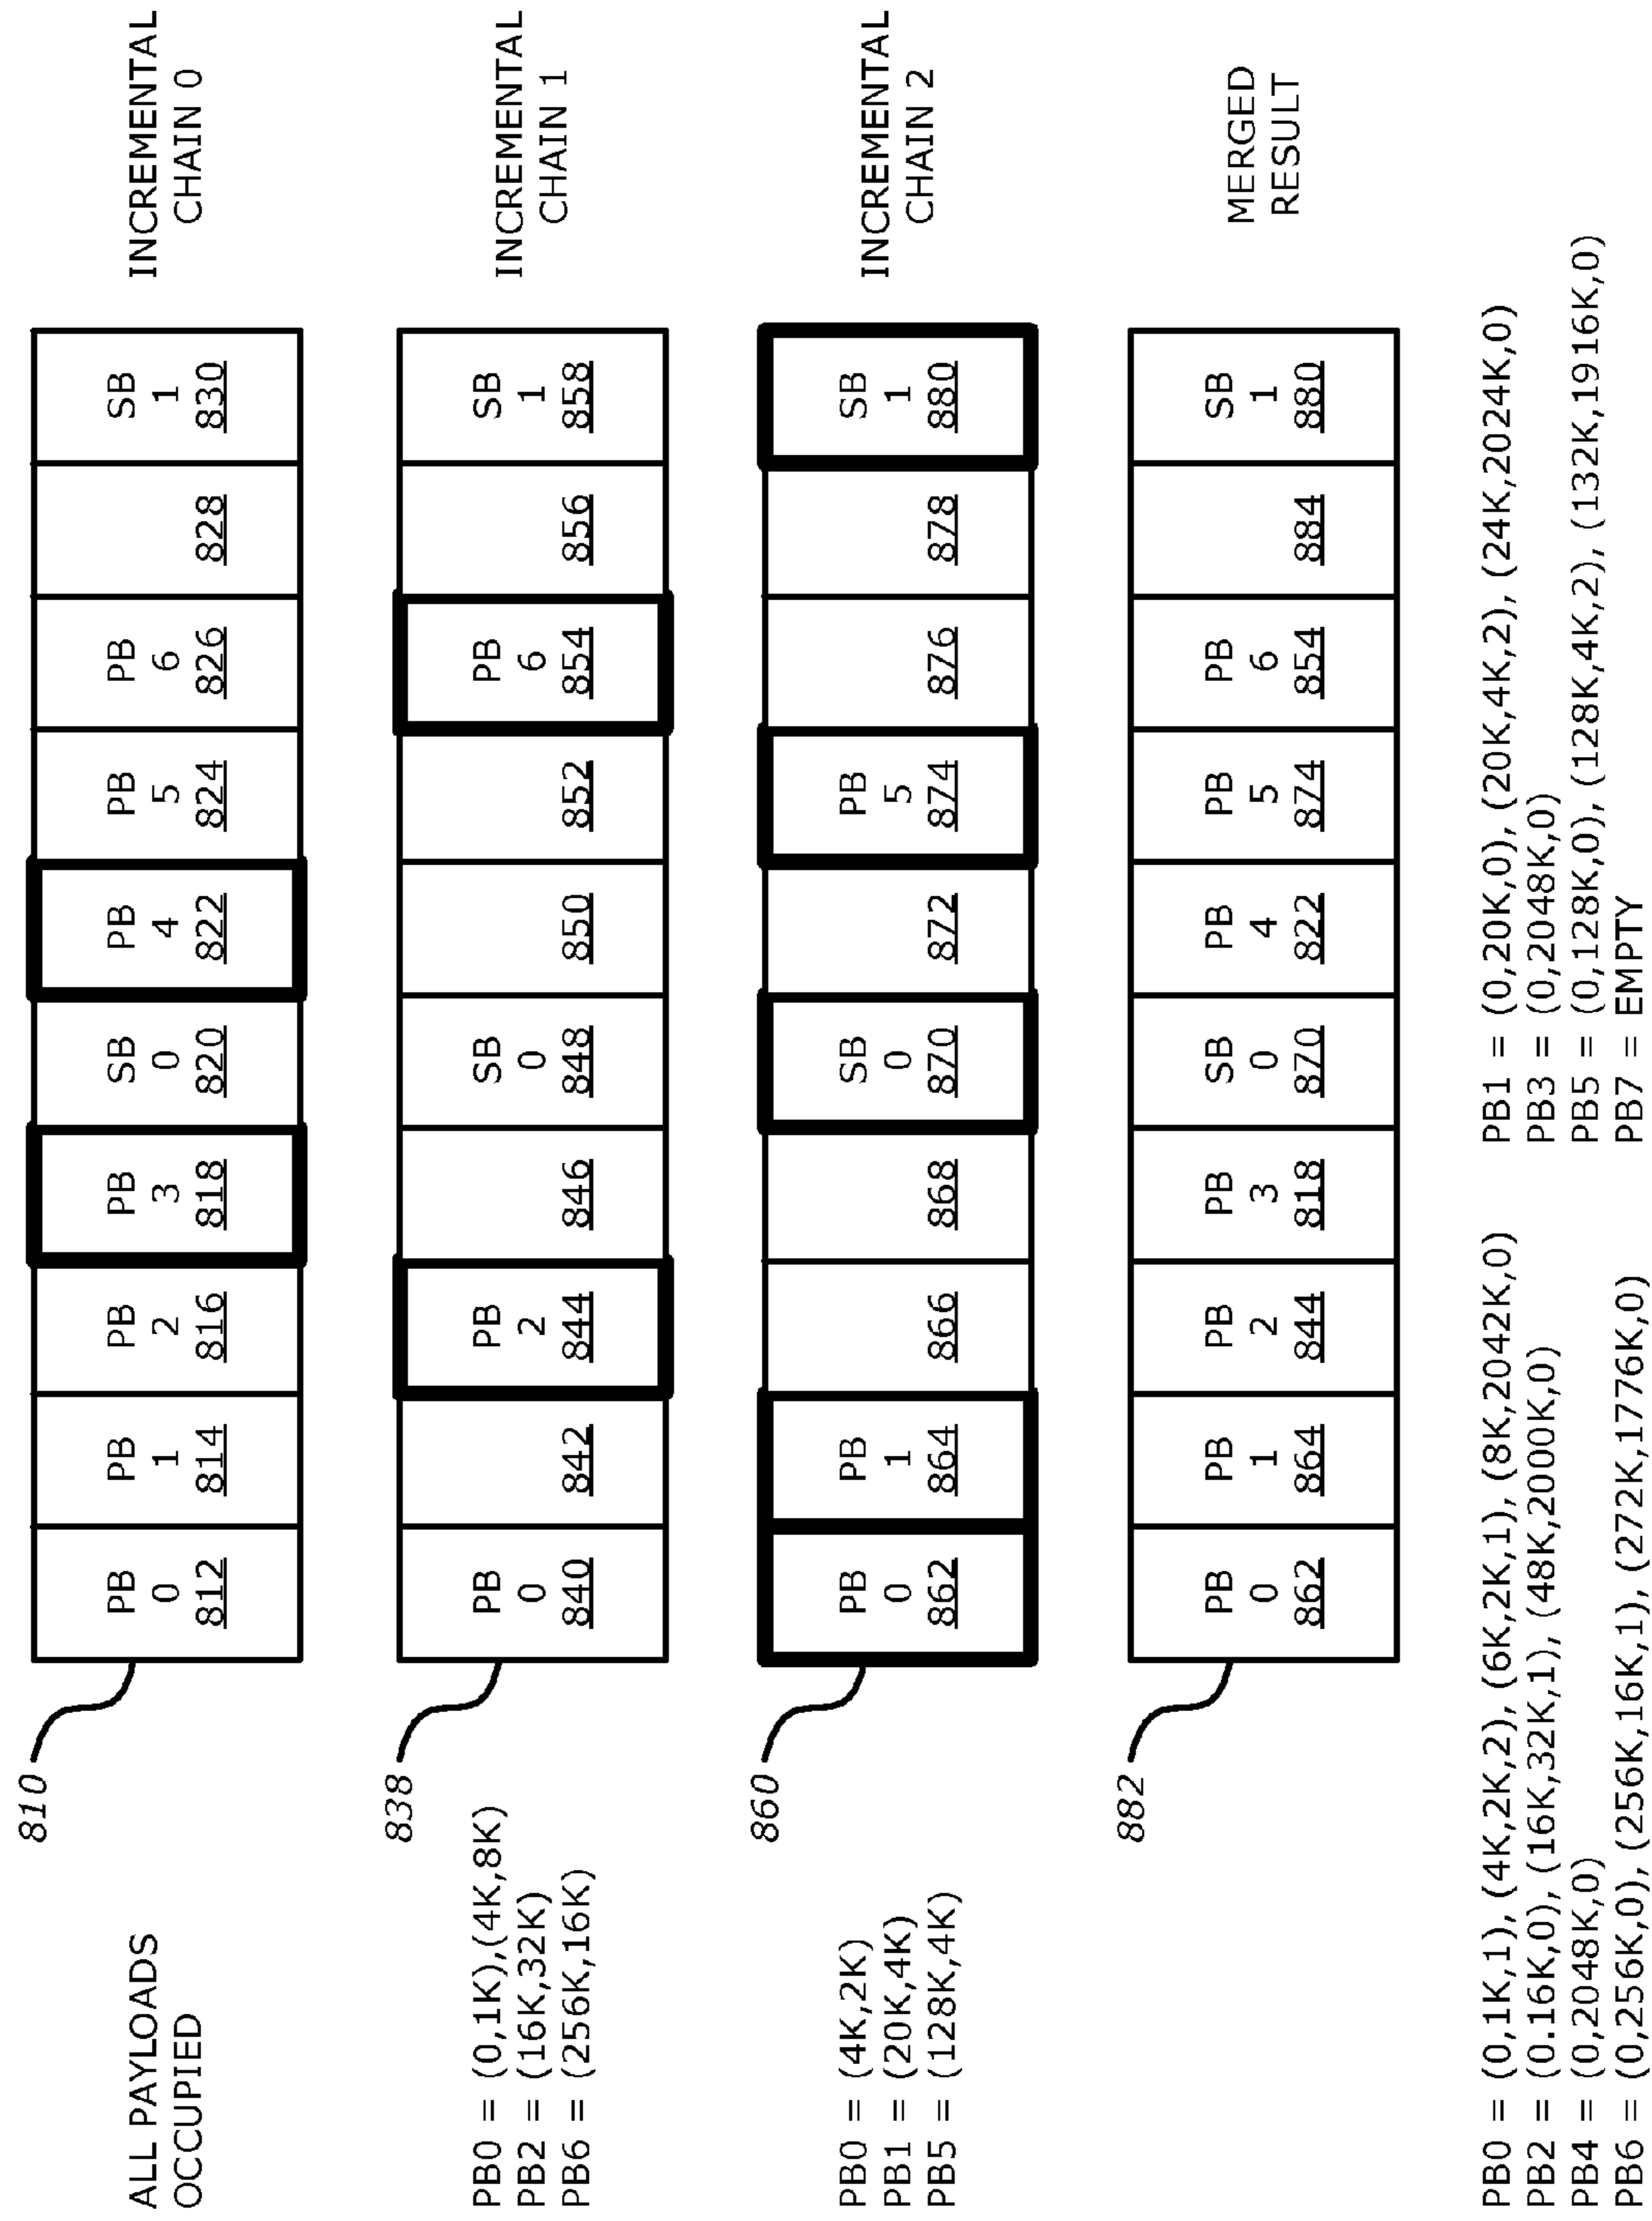 810
ALL PAYLOADS
OCCUPIED
PB 0 812
PB 1 814
PB 2 816
PB 3 818
SB 0 820
PB 4 822
PB 5 824
PB 6 826
828
SB 1 830
INCREMENTAL
CHAIN 0
838
PB0 = (0,1K),(4K,8K)
PB2 = (16K,32K)
PB6 = (256K,16K)
PB 0 840
842
PB 2 844
846
SB 0 848
850
852
PB 6 854
856
SB 1 858
INCREMENTAL
CHAIN 1
860
PB0 = (4K,2K)
PB1 = (20K,4K)
PB5 = (128K,4K)
PB 0 862
PB 1 864
866
868
SB 0 870
872
PB 5 874
876
878
SB 1 880
INCREMENTAL
CHAIN 2
882
PB 0 862
PB 1 864
PB 2 844
PB 3 818
SB 0 870
PB 4 822
PB 5 874
PB 6 854
884
SB 1 880
MERGED
RESULT
PB0 = (0,1K,1), (4K,2K,2), (6K,2K,1), (8K,2042K,0)
PB2 = (0.16K,0), (16K,32K,1), (48K,2000K,0)
PB4 = (0,2048K,0)
PB6 = (0,256K,0), (256K,16K,1), (272K,1776K,0)
PB1 = (0,20K,0), (20K,4K,2), (24K,2024K,0)
PB3 = (0,2048K,0)
PB5 = (0,128K,0), (128K,4K,2), (132K,1916K,0)
PB7 = EMPTY